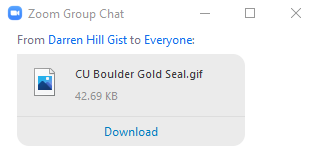 Zoom Group Chat
From Darren Hill Gist to Everyone:
CU Boulder Gold Seal.gif
42.69 KB
Download